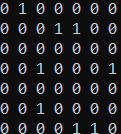 0 1 0 0 0 0 0
0 0 0 1 1 0 0
0 0 0 0 0 0 0
0 0 1 0 0 0 1
0 0 0 0 0 0 0
0 0 1 0 0 0 0
0 0 0 0 1 1 0